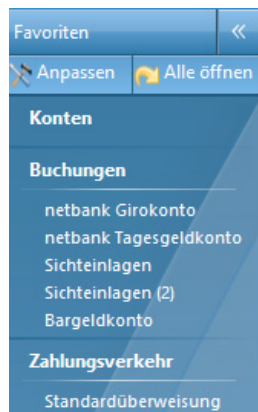 Favoriten «
Anpassen Alle öffnen
Konten
Buchungen
netbank Girokonto
netbank Tagesgeldkonto
Sichteinlagen
Sichteinlagen (2)
Bargeldkonto
Zahlungsverkehr
Standardüberweisung